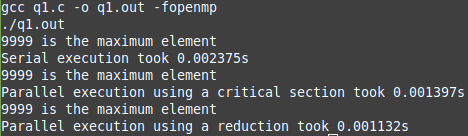 gcc q1.c -o q1.out -fopenmp
./q1.out
9999 is the maximum element
Serial execution took 0.002375s
9999 is the maximum element
Parallel execution using a critical section took 0.001397s
9999 is the maximum element
Parallel execution using a reduction took 0.001132s